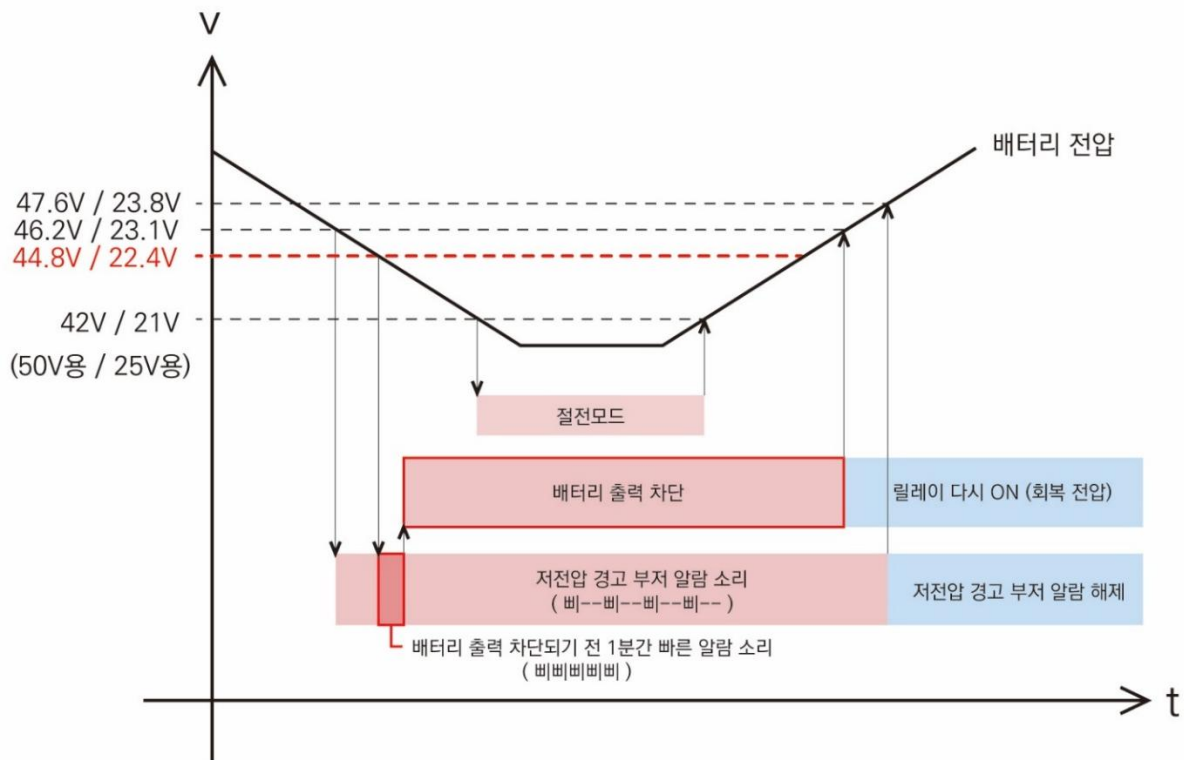 V
배터리 전압
47.6V / 23.8V
46.2V / 23.1V
44.8V / 22.4V
42V / 21V
(50V용 / 25V용)
절전모드
배터리 출력 차단
릴레이 다시 ON (회복 전압)
저전압 경고 부저 알람 소리
( 삐--삐--삐--삐-- )
저전압 경고 부저 알람 해제
배터리 출력 차단되기 전 1분간 빠른 알람 소리
( 삐삐삐삐삐 )
t